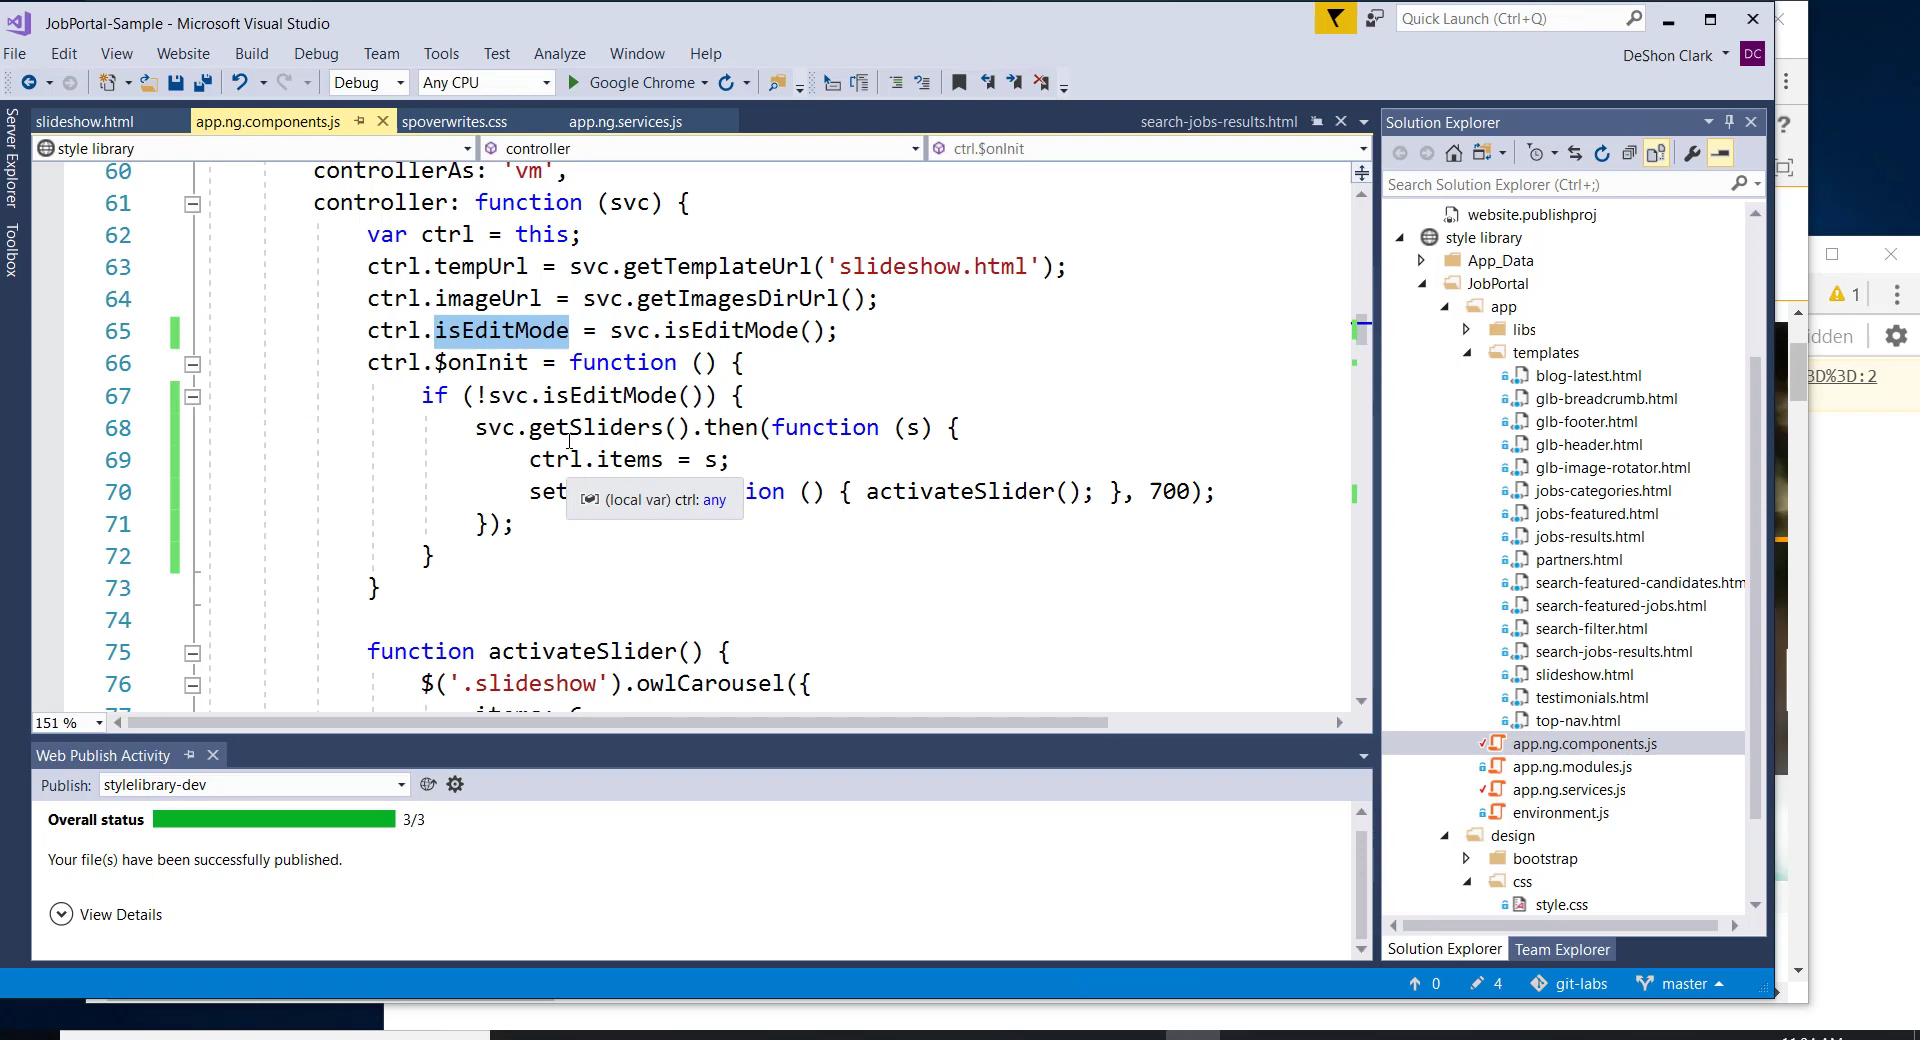 JobPortal-Sample - Microsoft Visual Studio
Quick Launch (Ctrl+Q)
File Edit View Website Build Debug Team Tools Test Analyze Window Help
DeShon Clark DC
Debug Any CPU Google Chrome
Server Explorer
Toolbox
slideshow.html app.ng.components.js spoverwrites.css app.ng.services.js search-jobs-results.html
style library controller ctrl.$onInit
60 controllerAs: 'vm',
61 controller: function (svc) {
62 var ctrl = this;
63 ctrl.tempUrl = svc.getTemplateUrl('slideshow.html');
64 ctrl.imageUrl = svc.getImagesDirUrl();
65 ctrl.isEditMode = svc.isEditMode();
66 ctrl.$onInit = function () {
67 if (!svc.isEditMode()) {
68 svc.getSliders().then(function (s) {
69 ctrl.items = s;
70 set ion () { activateSlider(); }, 700);
(local var) ctrl: any
71 });
72 }
73 }
74
75 function activateSlider() {
76 $('.slideshow').owlCarousel({
151 %
Web Publish Activity
Publish: stylelibrary-dev
Overall status 3/3
Your file(s) have been successfully published.
View Details
Solution Explorer
Search Solution Explorer (Ctrl+;)
website.publishproj
style library
App_Data
JobPortal
app
libs
templates
blog-latest.html
glb-breadcrumb.html
glb-footer.html
glb-header.html
glb-image-rotator.html
jobs-categories.html
jobs-featured.html
jobs-results.html
partners.html
search-featured-candidates.htm
search-featured-jobs.html
search-filter.html
search-jobs-results.html
slideshow.html
testimonials.html
top-nav.html
app.ng.components.js
app.ng.modules.js
app.ng.services.js
environment.js
design
bootstrap
css
style.css
Solution Explorer Team Explorer
0 4 git-labs master
1
idden
3D%3D:2